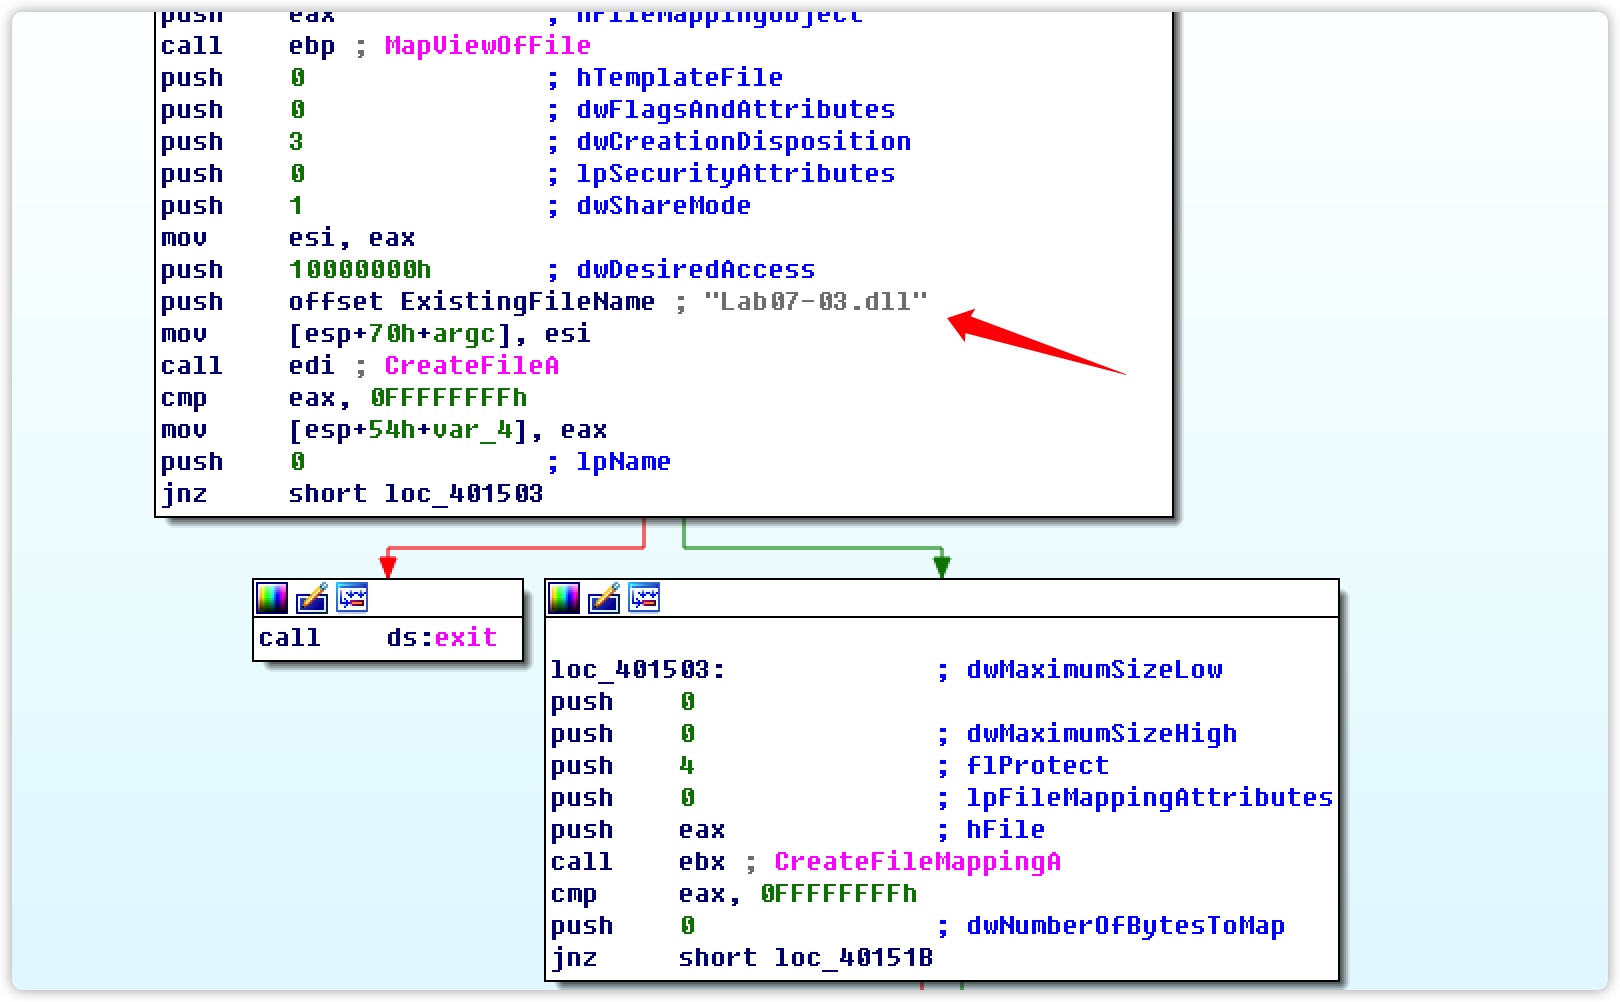 push eax ; hFileMappingObject
call ebp ; MapViewOfFile
push 0 ; hTemplateFile
push 0 ; dwFlagsAndAttributes
push 3 ; dwCreationDisposition
push 0 ; lpSecurityAttributes
push 1 ; dwShareMode
mov esi, eax
push 10000000h ; dwDesiredAccess
push offset ExistingFileName ; "Lab07-03.dll"
mov [esp+70h+argc], esi
call edi ; CreateFileA
cmp eax, 0FFFFFFFFh
mov [esp+54h+var_4], eax
push 0 ; lpName
jnz short loc_401503
call ds:exit
loc_401503: ; dwMaximumSizeLow
push 0
push 0 ; dwMaximumSizeHigh
push 4 ; flProtect
push 0 ; lpFileMappingAttributes
push eax ; hFile
call ebx ; CreateFileMappingA
cmp eax, 0FFFFFFFFh
push 0 ; dwNumberOfBytesToMap
jnz short loc_40151B